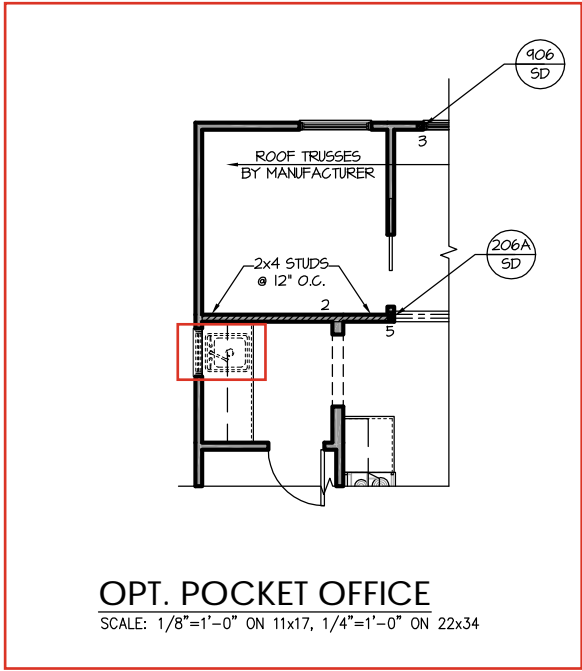 906
SD
3
ROOF TRUSSES
BY MANUFACTURER
206A
SD
2x4 STUDS
@ 12" O.C.
2
5
OPT. POCKET OFFICE
SCALE: 1/8"=1'-0" ON 11x17, 1/4"=1'-0" ON 22x34